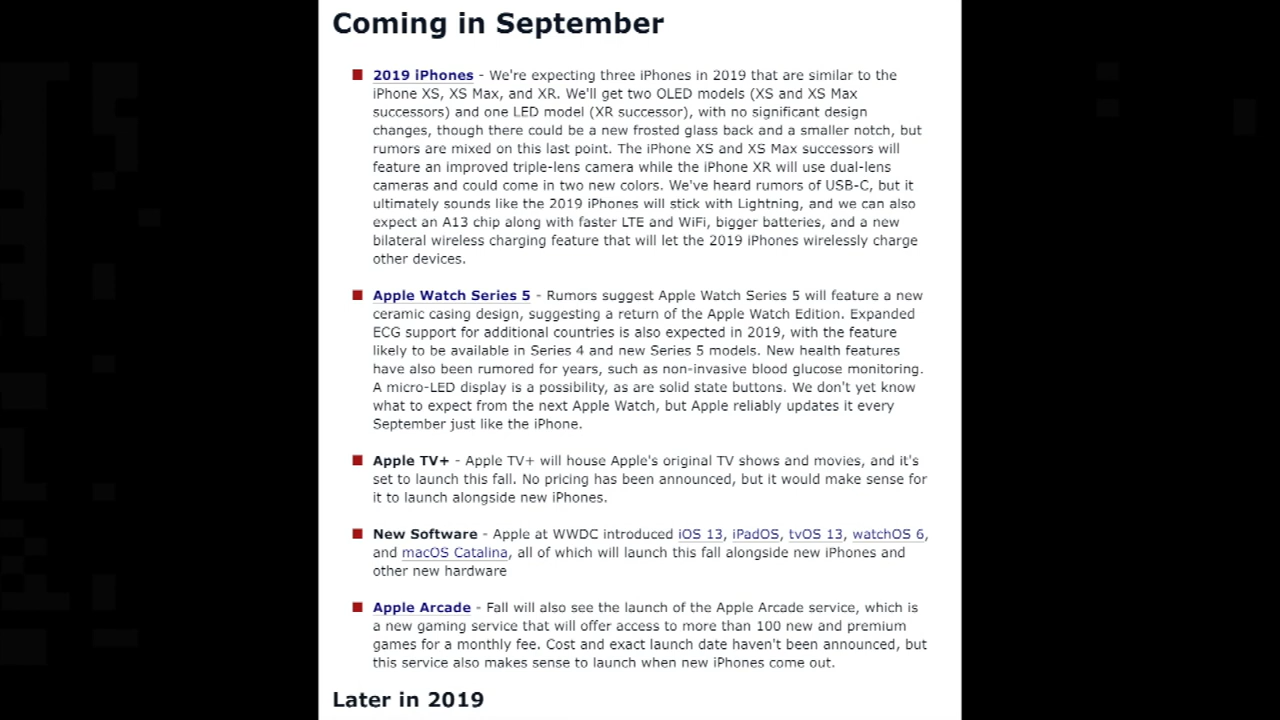 Coming in September
2019 iPhones - We're expecting three iPhones in 2019 that are similar to the
iPhone XS, XS Max, and XR. We'll get two OLED models (XS and XS Max
successors) and one LED model (XR successor), with no significant design
changes, though there could be a new frosted glass back and a smaller notch, but
rumors are mixed on this last point. The iPhone XS and XS Max successors will
feature an improved triple-lens camera while the iPhone XR will use dual-lens
cameras and could come in two new colors. We've heard rumors of USB-C, but it
ultimately sounds like the 2019 iPhones will stick with Lightning, and we can also
expect an A13 chip along with faster LTE and WiFi, bigger batteries, and a new
bilateral wireless charging feature that will let the 2019 iPhones wirelessly charge
other devices.
Apple Watch Series 5 - Rumors suggest Apple Watch Series 5 will feature a new
ceramic casing design, suggesting a return of the Apple Watch Edition. Expanded
ECG support for additional countries is also expected in 2019, with the feature
likely to be available in Series 4 and new Series 5 models. New health features
have also been rumored for years, such as non-invasive blood glucose monitoring.
A micro-LED display is a possibility, as are solid state buttons. We don't yet know
what to expect from the next Apple Watch, but Apple reliably updates it every
September just like the iPhone.
Apple TV+ - Apple TV+ will house Apple's original TV shows and movies, and it's
set to launch this fall. No pricing has been announced, but it would make sense for
it to launch alongside new iPhones.
New Software - Apple at WWDC introduced iOS 13, iPadOS, tvOS 13, watchOS 6,
and macOS Catalina, all of which will launch this fall alongside new iPhones and
other new hardware
Apple Arcade - Fall will also see the launch of the Apple Arcade service, which is
a new gaming service that will offer access to more than 100 new and premium
games for a monthly fee. Cost and exact launch date haven't been announced, but
this service also makes sense to launch when new iPhones come out.
Later in 2019